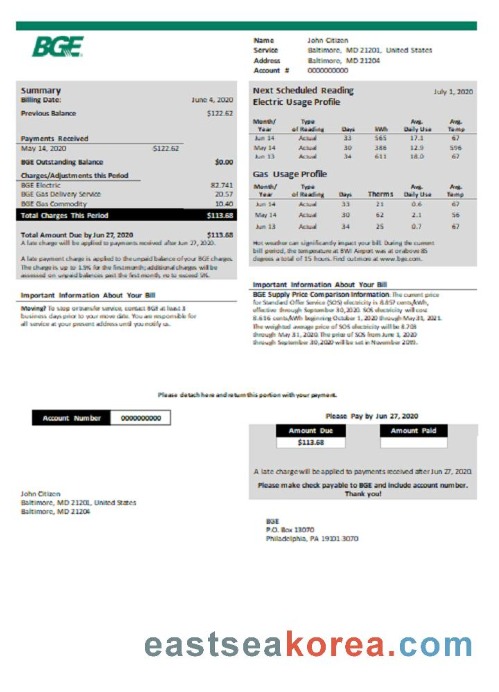 BGE
Name John Citizen
Service Baltimore, MD 21201, United States
Address Baltimore, MD 21204
Account # 0000000000
Summary
Billing Date: June 4, 2020
Previous Balance $122.62
Payments Received
May 14, 2020 -$122.62
BGE Outstanding Balance $0.00
Charges/Adjustments this Period
BGE Electric 82.741
BGE Gas Delivery Service 20.57
BGE Gas Commodity 10.40
Total Charges This Period $113.68
Total Amount Due by Jun 27, 2020 $113.68
A late charge will be applied to payments received after Jun 27, 2020.
A late payment charge is applied to the unpaid balance of your BGE charges.
The charge is up to 1.5% for the first month; additional charges will be
assessed on unpaid balances past the first month, no to exceed 5%.
Important Information About Your Bill
Moving? To stop or transfer service, contact BGE at least 3
business days prior to your move date. You are responsible for
all service at your present address until you notify us.
Next Scheduled Reading July 1, 2020
Electric Usage Profile
Month/ Type Avg. Avg.
Year of Reading Days kWh Daily Use Temp
Jun 14 Actual 33 565 17.1 67
May 14 Actual 30 386 12.9 596
Jun 13 Actual 34 611 18.0 67
Gas Usage Profile
Month/ Type Avg. Avg.
Year of Reading Days Therms Daily Use Temp
Jun 14 Actual 33 21 0.6 67
May 14 Actual 30 62 2.1 56
Jun 13 Actual 34 25 0.7 67
Hot weather can significantly impact your bill. During the current
bill period, the temperature at BWI Airport was at or above 85
degrees a total of 15 hours. Find out more at www.bge.com.
Important Information About Your Bill
BGE Supply Price Comparison Information: The current price
for Standard Offer Service (SOS) electricity is 8.857 cents/kWh,
effective through September 30, 2020. SOS electricity will cost
8.616 cents/kWh beginning October 1, 2020 through May 31, 2021.
The weighted average price of SOS electricity will be 8.703
through May 31, 2021. The price of SOS from June 1, 2020
through September 30, 2020 will be set in November 2019.
Please detach here and return this portion with your payment.
Account Number 0000000000
Please Pay by Jun 27, 2020
Amount Due Amount Paid
$113.68
A late charge will be applied to payments received after Jun 27, 2020.
Please make check payable to BGE and include account number.
Thank you!
John Citizen
Baltimore, MD 21201, United States
Baltimore, MD 21204
BGE
P.O. Box 13070
Philadelphia, PA 19101-3070
eastseakorea.com